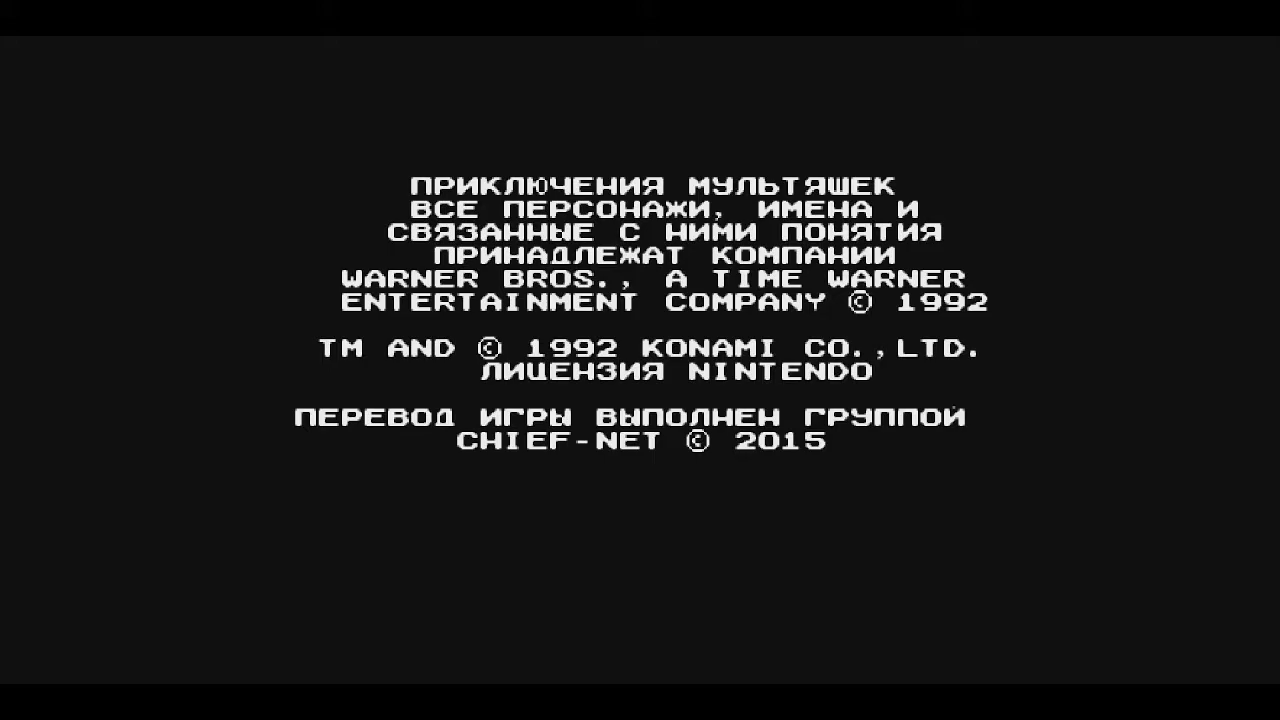 ПРИКЛЮЧЕНИЯ МУЛЬТЯШЕК
ВСЕ ПЕРСОНАЖИ, ИМЕНА И
СВЯЗАННЫЕ С НИМИ ПОНЯТИЯ
ПРИНАДЛЕЖАТ КОМПАНИИ
WARNER BROS., A TIME WARNER
ENTERTAINMENT COMPANY © 1992
TM AND © 1992 KONAMI CO.,LTD.
ЛИЦЕНЗИЯ NINTENDO
ПЕРЕВОД ИГРЫ ВЫПОЛНЕН ГРУППОЙ
CHIEF-NET © 2015